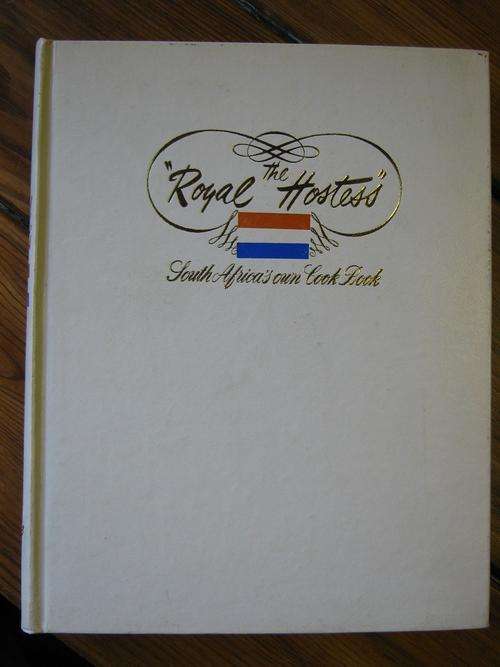 "Royal the Hostess"
South Africa's own Cook Book